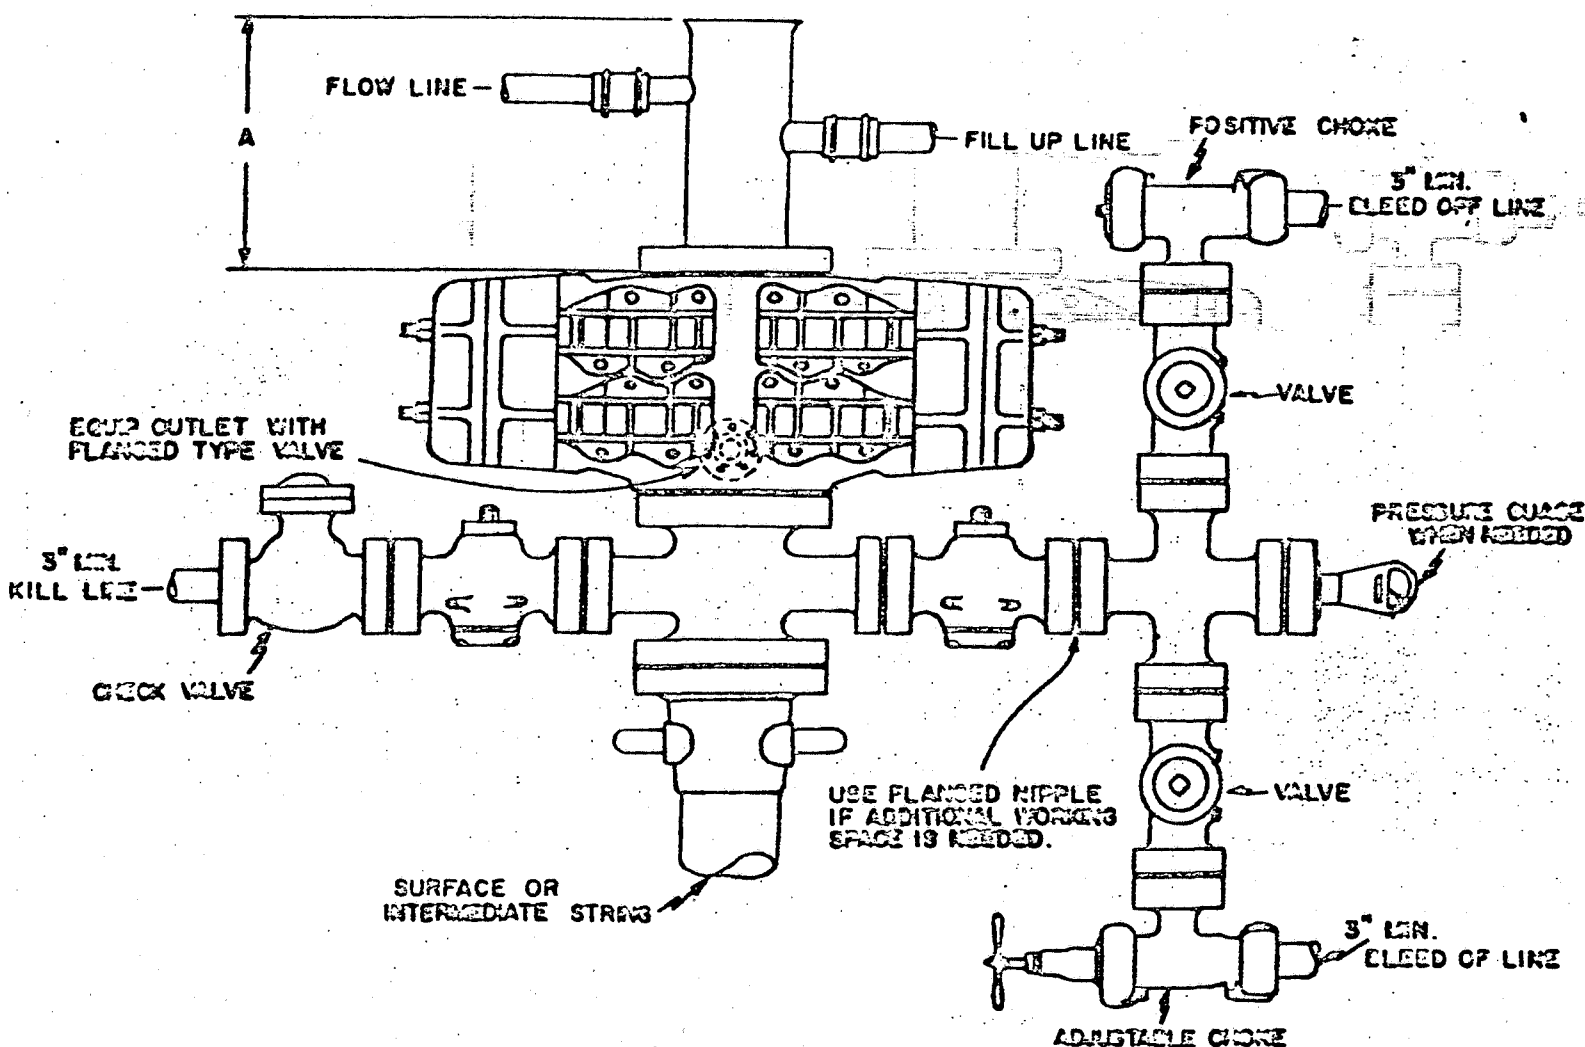 FLOW LINE
A
FILL UP LINE
POSITIVE CHOKE
3" MIN.
BLEED OFF LINE
VALVE
EQUIP OUTLET WITH
FLANGED TYPE VALVE
PRESSURE GUAGE
WHEN NEEDED
3" MIN.
KILL LINE
CHECK VALVE
USE FLANGED NIPPLE
IF ADDITIONAL WORKING
SPACE IS NEEDED.
VALVE
SURFACE OR
INTERMEDIATE STRING
3" MIN.
BLEED OF LINE
ADJUSTABLE CHOKE